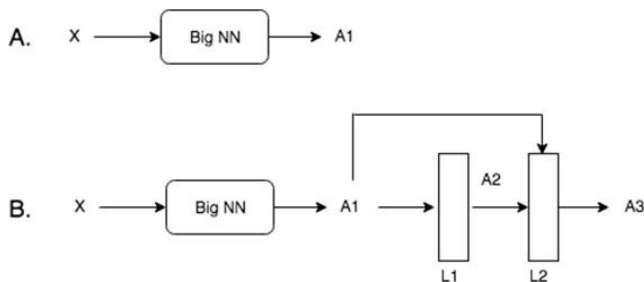 A. X Big NN A1
B. X Big NN A1 A2 A3
L1 L2